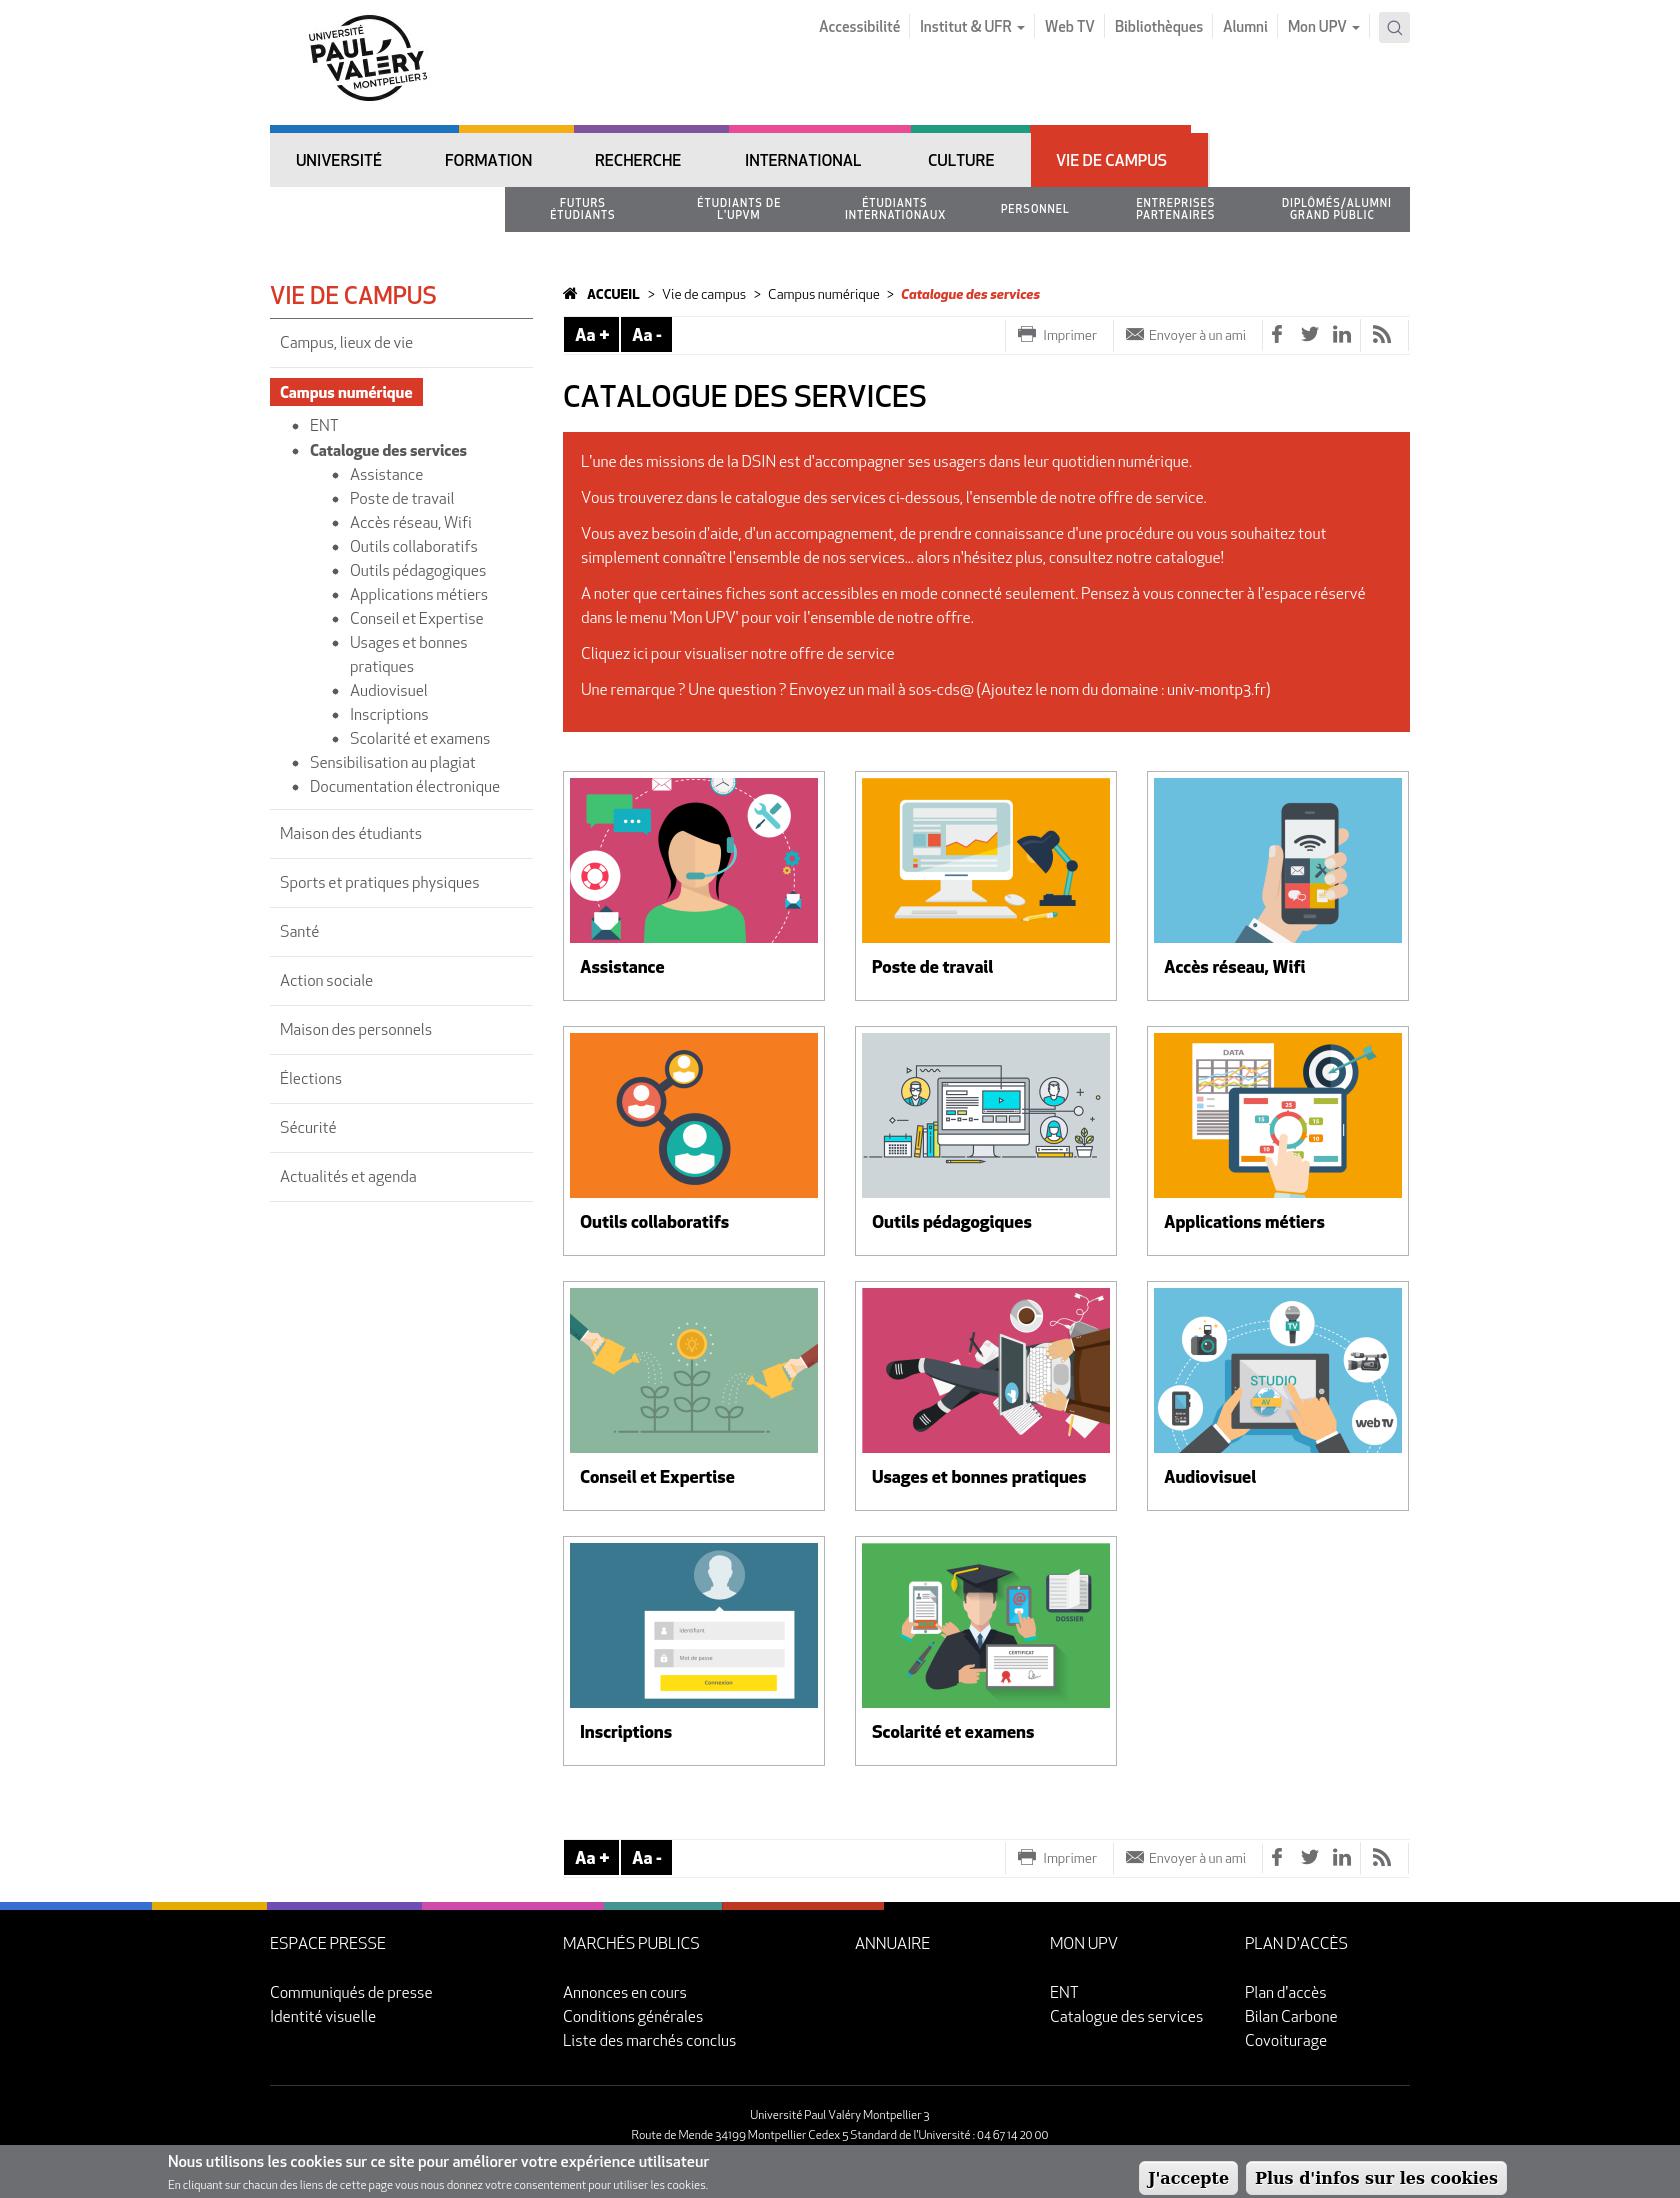 UNIVERSITÉ
PAUL
VALÉRY
MONTPELLIER 3
Accessibilité
Institut & UFR
Web TV
Bibliothèques
Alumni
Mon UPV
UNIVERSITÉ
FORMATION
RECHERCHE
INTERNATIONAL
CULTURE
VIE DE CAMPUS
FUTURS
ÉTUDIANTS
ÉTUDIANTS DE
L'UPVM
ÉTUDIANTS
INTERNATIONAUX
PERSONNEL
ENTREPRISES
PARTENAIRES
DIPLÔMÉS/ALUMNI
GRAND PUBLIC
VIE DE CAMPUS
Campus, lieux de vie
Campus numérique
ENT
Catalogue des services
Assistance
Poste de travail
Accès réseau, Wifi
Outils collaboratifs
Outils pédagogiques
Applications métiers
Conseil et Expertise
Usages et bonnes
pratiques
Audiovisuel
Inscriptions
Scolarité et examens
Sensibilisation au plagiat
Documentation électronique
Maison des étudiants
Sports et pratiques physiques
Santé
Action sociale
Maison des personnels
Élections
Sécurité
Actualités et agenda
ACCUEIL > Vie de campus > Campus numérique > Catalogue des services
Aa + Aa -
Imprimer
Envoyer à un ami
CATALOGUE DES SERVICES
L'une des missions de la DSIN est d'accompagner ses usagers dans leur quotidien numérique.
Vous trouverez dans le catalogue des services ci-dessous, l'ensemble de notre offre de service.
Vous avez besoin d'aide, d'un accompagnement, de prendre connaissance d'une procédure ou vous souhaitez tout
simplement connaître l'ensemble de nos services... alors n'hésitez plus, consultez notre catalogue!
A noter que certaines fiches sont accessibles en mode connecté seulement. Pensez à vous connecter à l'espace réservé
dans le menu 'Mon UPV' pour voir l'ensemble de notre offre.
Cliquez ici pour visualiser notre offre de service
Une remarque ? Une question ? Envoyez un mail à sos-cds@ (Ajoutez le nom du domaine : univ-montp3.fr)
Assistance
Poste de travail
Accès réseau, Wifi
DATA
25
15
15
10
10
Outils collaboratifs
Outils pédagogiques
Applications métiers
TV
STUDIO
AV
web TV
Conseil et Expertise
Usages et bonnes pratiques
Audiovisuel
Identifiant
Mot de passe
Connexion
@
DOSSIER
CERTIFICAT
Inscriptions
Scolarité et examens
Aa + Aa -
Imprimer
Envoyer à un ami
ESPACE PRESSE
Communiqués de presse
Identité visuelle
MARCHÉS PUBLICS
Annonces en cours
Conditions générales
Liste des marchés conclus
ANNUAIRE
MON UPV
ENT
Catalogue des services
PLAN D'ACCÈS
Plan d'accès
Bilan Carbone
Covoiturage
Université Paul Valéry Montpellier 3
Route de Mende 34199 Montpellier Cedex 5 Standard de l'Université : 04 67 14 20 00
Nous utilisons les cookies sur ce site pour améliorer votre expérience utilisateur
En cliquant sur chacun des liens de cette page vous nous donnez votre consentement pour utiliser les cookies.
J'accepte
Plus d'infos sur les cookies